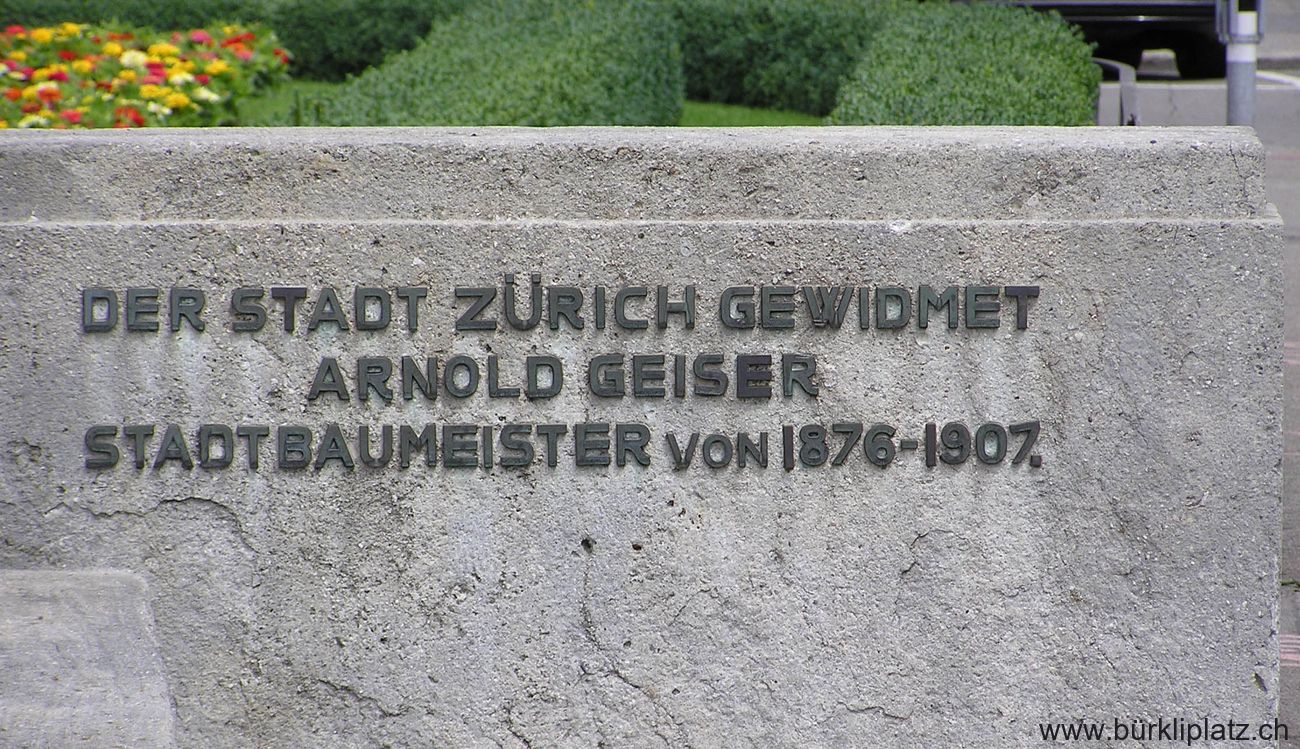 DER STADT ZÜRICH GEWIDMET
ARNOLD GEISER
STADTBAUMEISTER VON 1876-1907.
www.bürkliplatz.ch